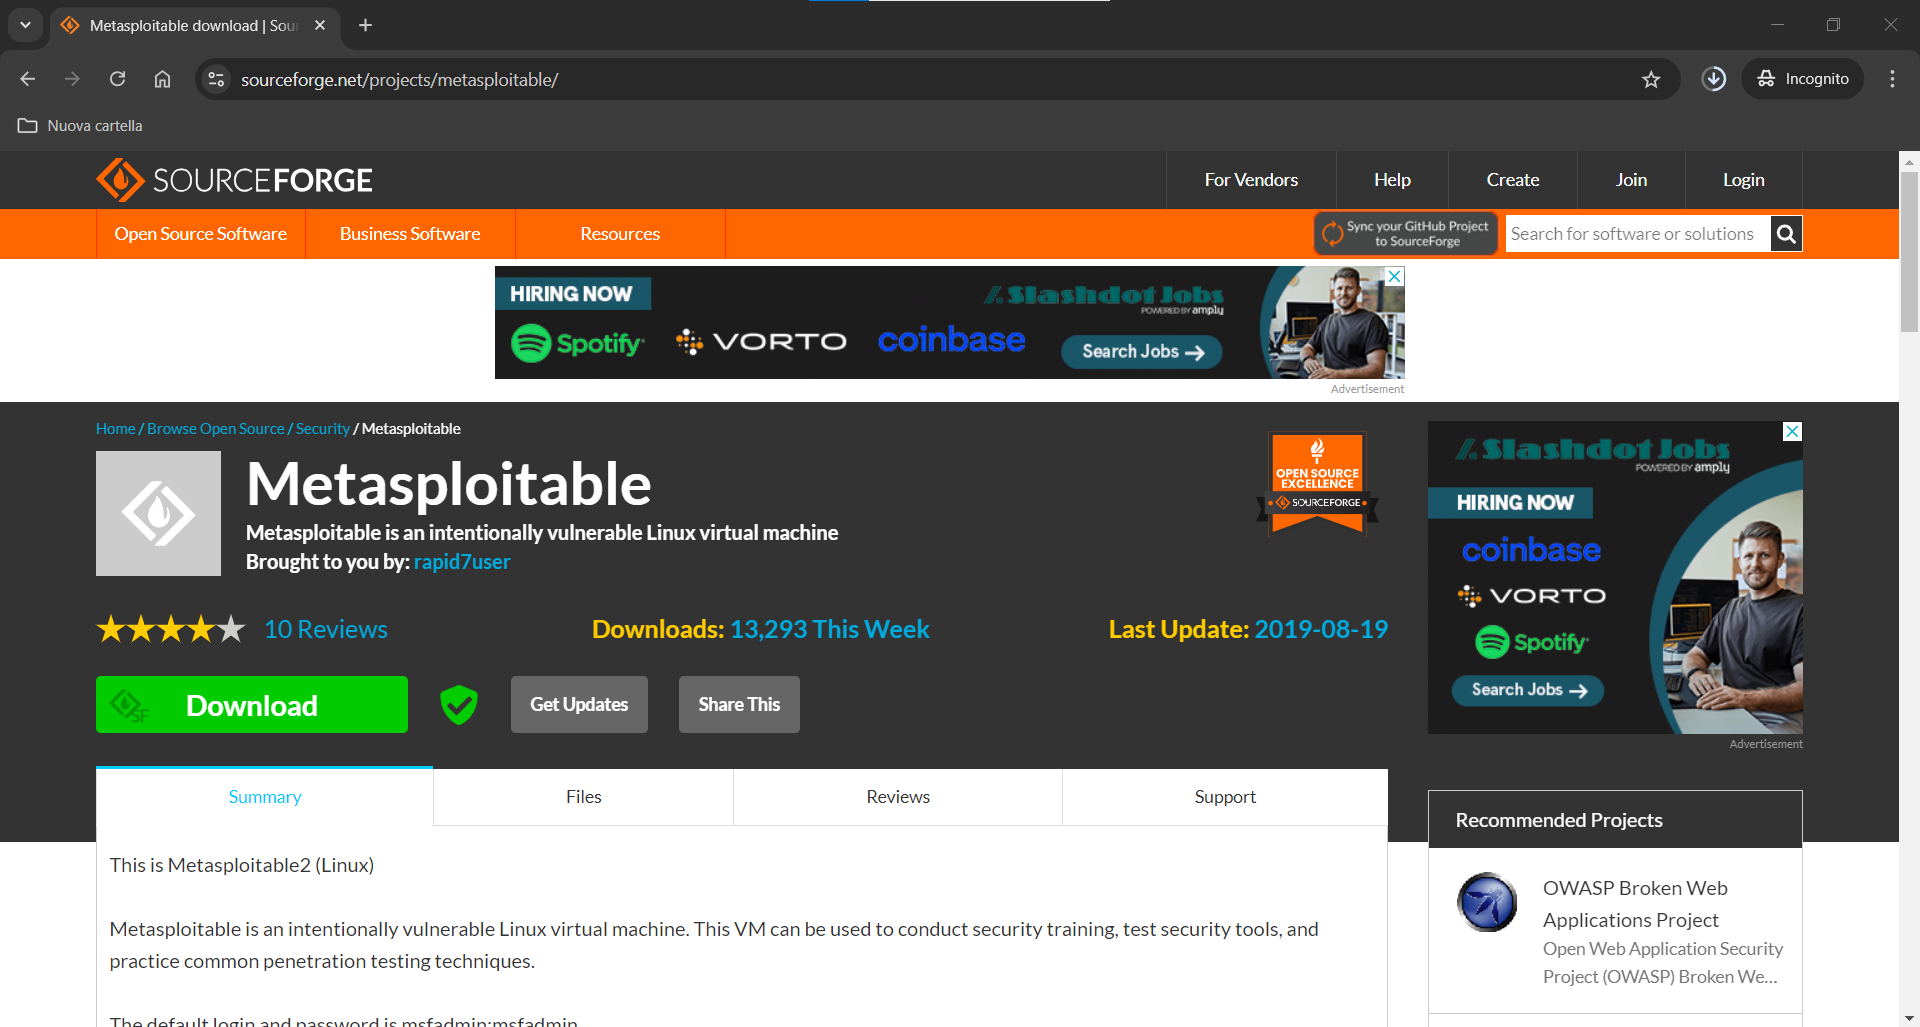 Metasploitable download | Sou
sourceforge.net/projects/metasploitable/
Incognito
Nuova cartella
SOURCEFORGE
For Vendors
Help
Create
Join
Login
Open Source Software
Business Software
Resources
Sync your GitHub Project
to SourceForge
Search for software or solutions
HIRING NOW
Slashdot Jobs
POWERED BY amply
Spotify
VORTO
coinbase
Search Jobs
Advertisement
Home / Browse Open Source / Security / Metasploitable
Metasploitable
Metasploitable is an intentionally vulnerable Linux virtual machine
Brought to you by: rapid7user
OPEN SOURCE
EXCELLENCE
SOURCEFORGE
Slashdot Jobs
POWERED BY amply
HIRING NOW
coinbase
VORTO
Spotify
Search Jobs
Advertisement
10 Reviews
Downloads: 13,293 This Week
Last Update: 2019-08-19
SF
Download
Get Updates
Share This
Summary
Files
Reviews
Support
This is Metasploitable2 (Linux)
Metasploitable is an intentionally vulnerable Linux virtual machine. This VM can be used to conduct security training, test security tools, and
practice common penetration testing techniques.
The default login and password is msfadmin:msfadmin.
Recommended Projects
OWASP Broken Web
Applications Project
Open Web Application Security
Project (OWASP) Broken We...